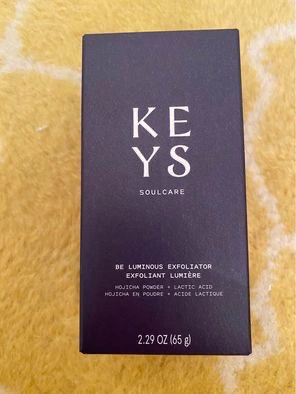 KE
YS
SOULCARE
BE LUMINOUS EXFOLIATOR
EXFOLIANT LUMIÈRE
HOJICHA POWDER + LACTIC ACID
HOJICHA EN POUDRE + ACIDE LACTIQUE
2.29 OZ (65 g)